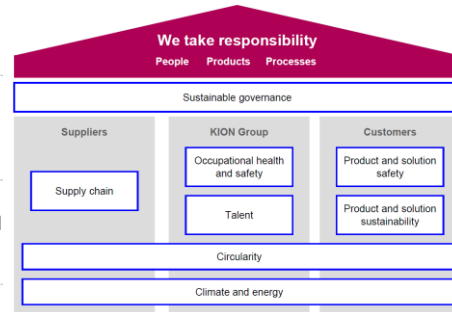 We take responsibility
People Products Processes
Sustainable governance
Suppliers
KION Group
Customers
Supply chain
Occupational health
and safety
Talent
Product and solution
safety
Product and solution
sustainability
Circularity
Climate and energy